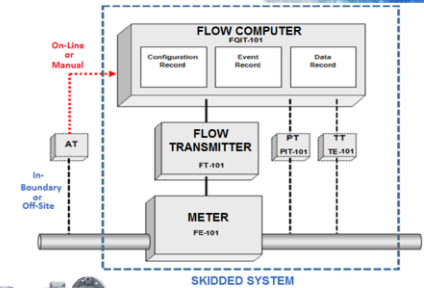 FLOW COMPUTER
FQIT-101
Configuration
Record
Event
Record
Data
Record
On-Line
or
Manual
AT
FLOW
TRANSMITTER
FT-101
PT
PIT-101
TT
TE-101
In-
Boundary
or
Off-Site
METER
FE-101
SKIDDED SYSTEM